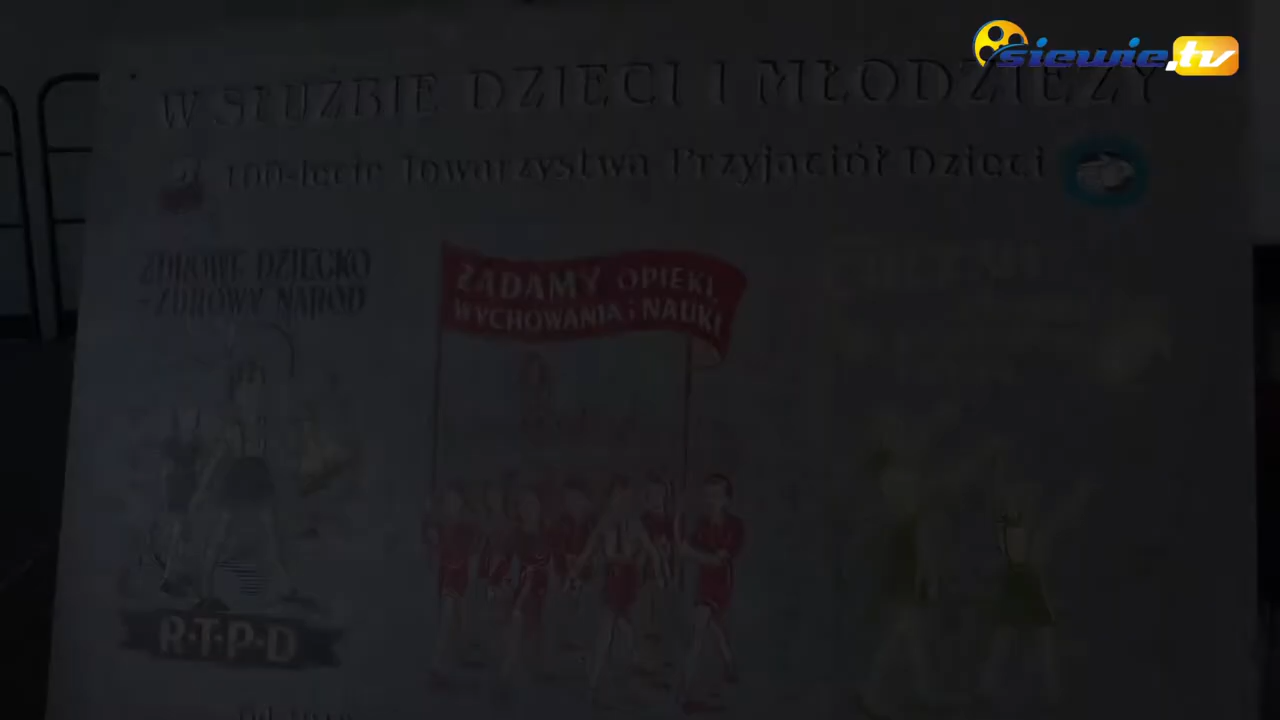 siewie.tv
W SŁUŻBIE DZIECI I MŁODZIEŻY
100-lecie Towarzystwa Przyjaciół Dzieci
ZDROWE DZIECKO
- ZDROWY NARÓD
ŻĄDAMY OPIEKI,
WYCHOWANIA i NAUKI
R·T·P·D